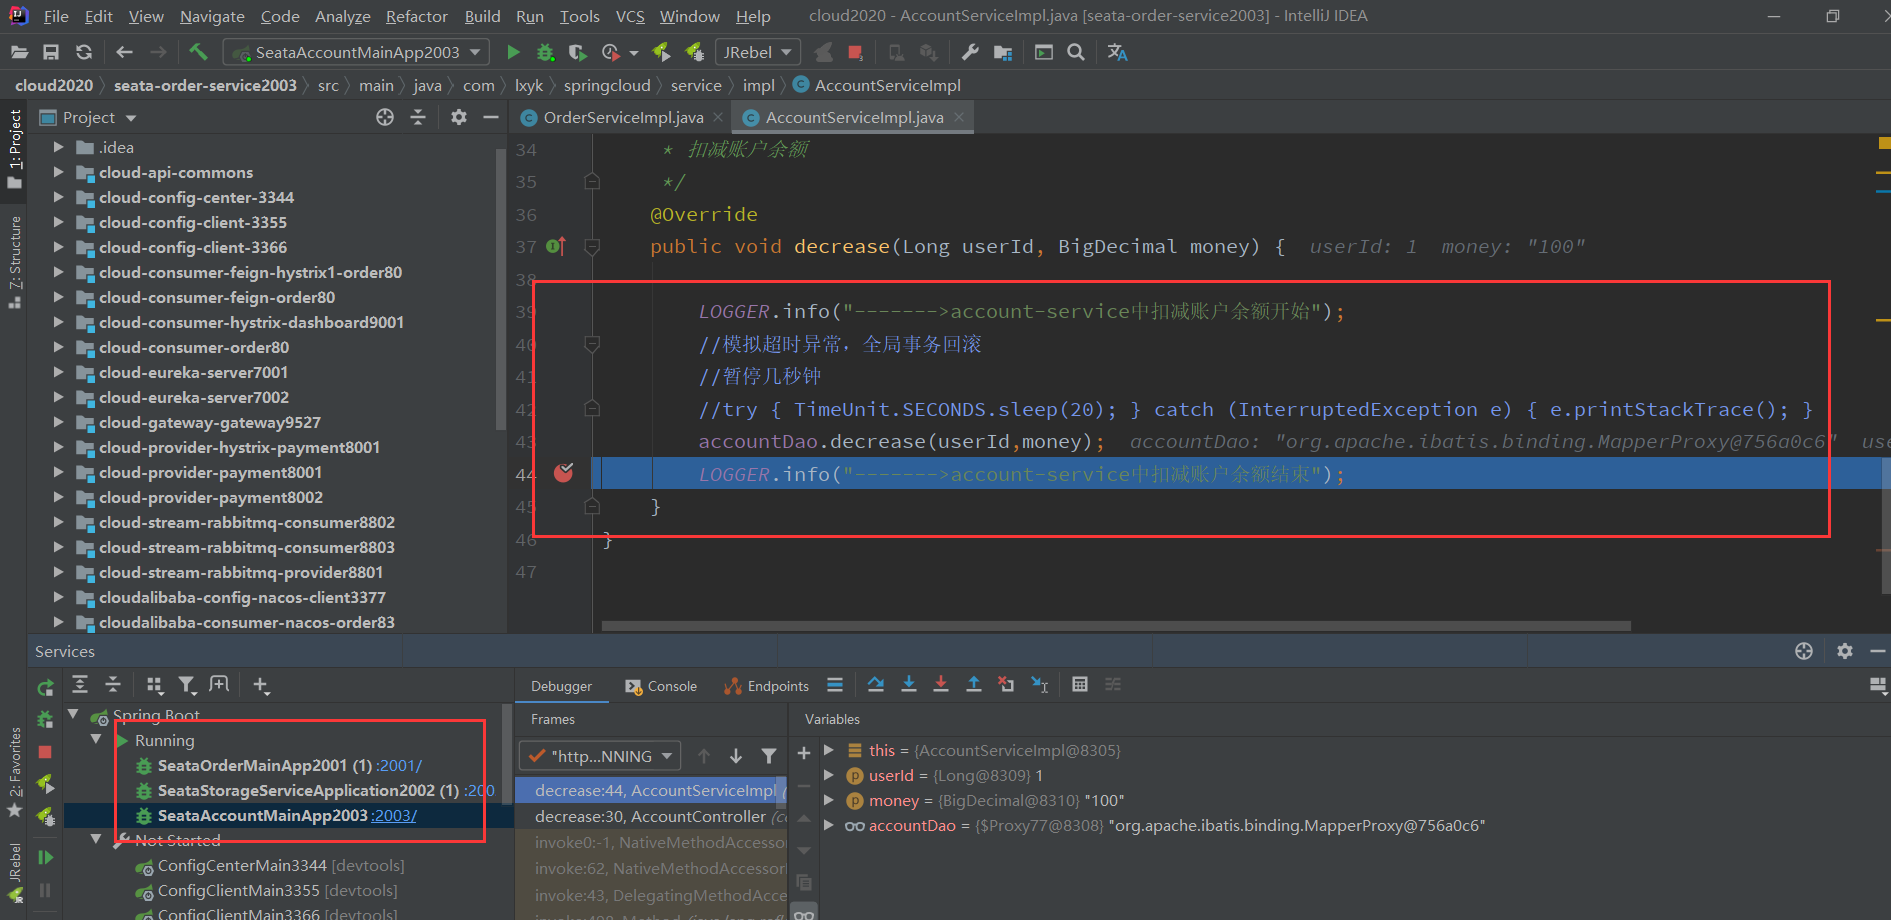 File Edit View Navigate Code Analyze Refactor Build Run Tools VCS Window Help cloud2020 - AccountServiceImpl.java [seata-order-service2003] - IntelliJ IDEA
SeataAccountMainApp2003 JRebel
cloud2020 seata-order-service2003 src main java com lxyk springcloud service impl AccountServiceImpl
1: Project
7: Structure
2: Favorites
JRebel
Project
.idea
cloud-api-commons
cloud-config-center-3344
cloud-config-client-3355
cloud-config-client-3366
cloud-consumer-feign-hystrix1-order80
cloud-consumer-feign-order80
cloud-consumer-hystrix-dashboard9001
cloud-consumer-order80
cloud-eureka-server7001
cloud-eureka-server7002
cloud-gateway-gateway9527
cloud-provider-hystrix-payment8001
cloud-provider-payment8001
cloud-provider-payment8002
cloud-stream-rabbitmq-consumer8802
cloud-stream-rabbitmq-consumer8803
cloud-stream-rabbitmq-provider8801
cloudalibaba-config-nacos-client3377
cloudalibaba-consumer-nacos-order83
OrderServiceImpl.java AccountServiceImpl.java
34 * 扣减账户余额
35 */
36 @Override
37 public void decrease(Long userId, BigDecimal money) { userId: 1 money: "100"
38
39 LOGGER.info("------->account-service中扣减账户余额开始");
40 //模拟超时异常，全局事务回滚
41 //暂停几秒钟
42 //try { TimeUnit.SECONDS.sleep(20); } catch (InterruptedException e) { e.printStackTrace(); }
43 accountDao.decrease(userId,money); accountDao: "org.apache.ibatis.binding.MapperProxy@756a0c6" use
44 LOGGER.info("------->account-service中扣减账户余额结束");
45 }
46 }
47
Services
Spring Boot
Running
SeataOrderMainApp2001 (1) :2001/
SeataStorageServiceApplication2002 (1) :200
SeataAccountMainApp2003 :2003/
Not Started
ConfigCenterMain3344 [devtools]
ConfigClientMain3355 [devtools]
ConfigClientMain3366 [devtools]
Debugger Console Endpoints
Frames
"http...NNING
decrease:44, AccountServiceImpl
decrease:30, AccountController (co
invoke0:-1, NativeMethodAccessor
invoke:62, NativeMethodAccessorI
invoke:43, DelegatingMethodAcce
invoke:498, Method
Variables
this = {AccountServiceImpl@8305}
userId = {Long@8309} 1
money = {BigDecimal@8310} "100"
accountDao = {$Proxy77@8308} "org.apache.ibatis.binding.MapperProxy@756a0c6"